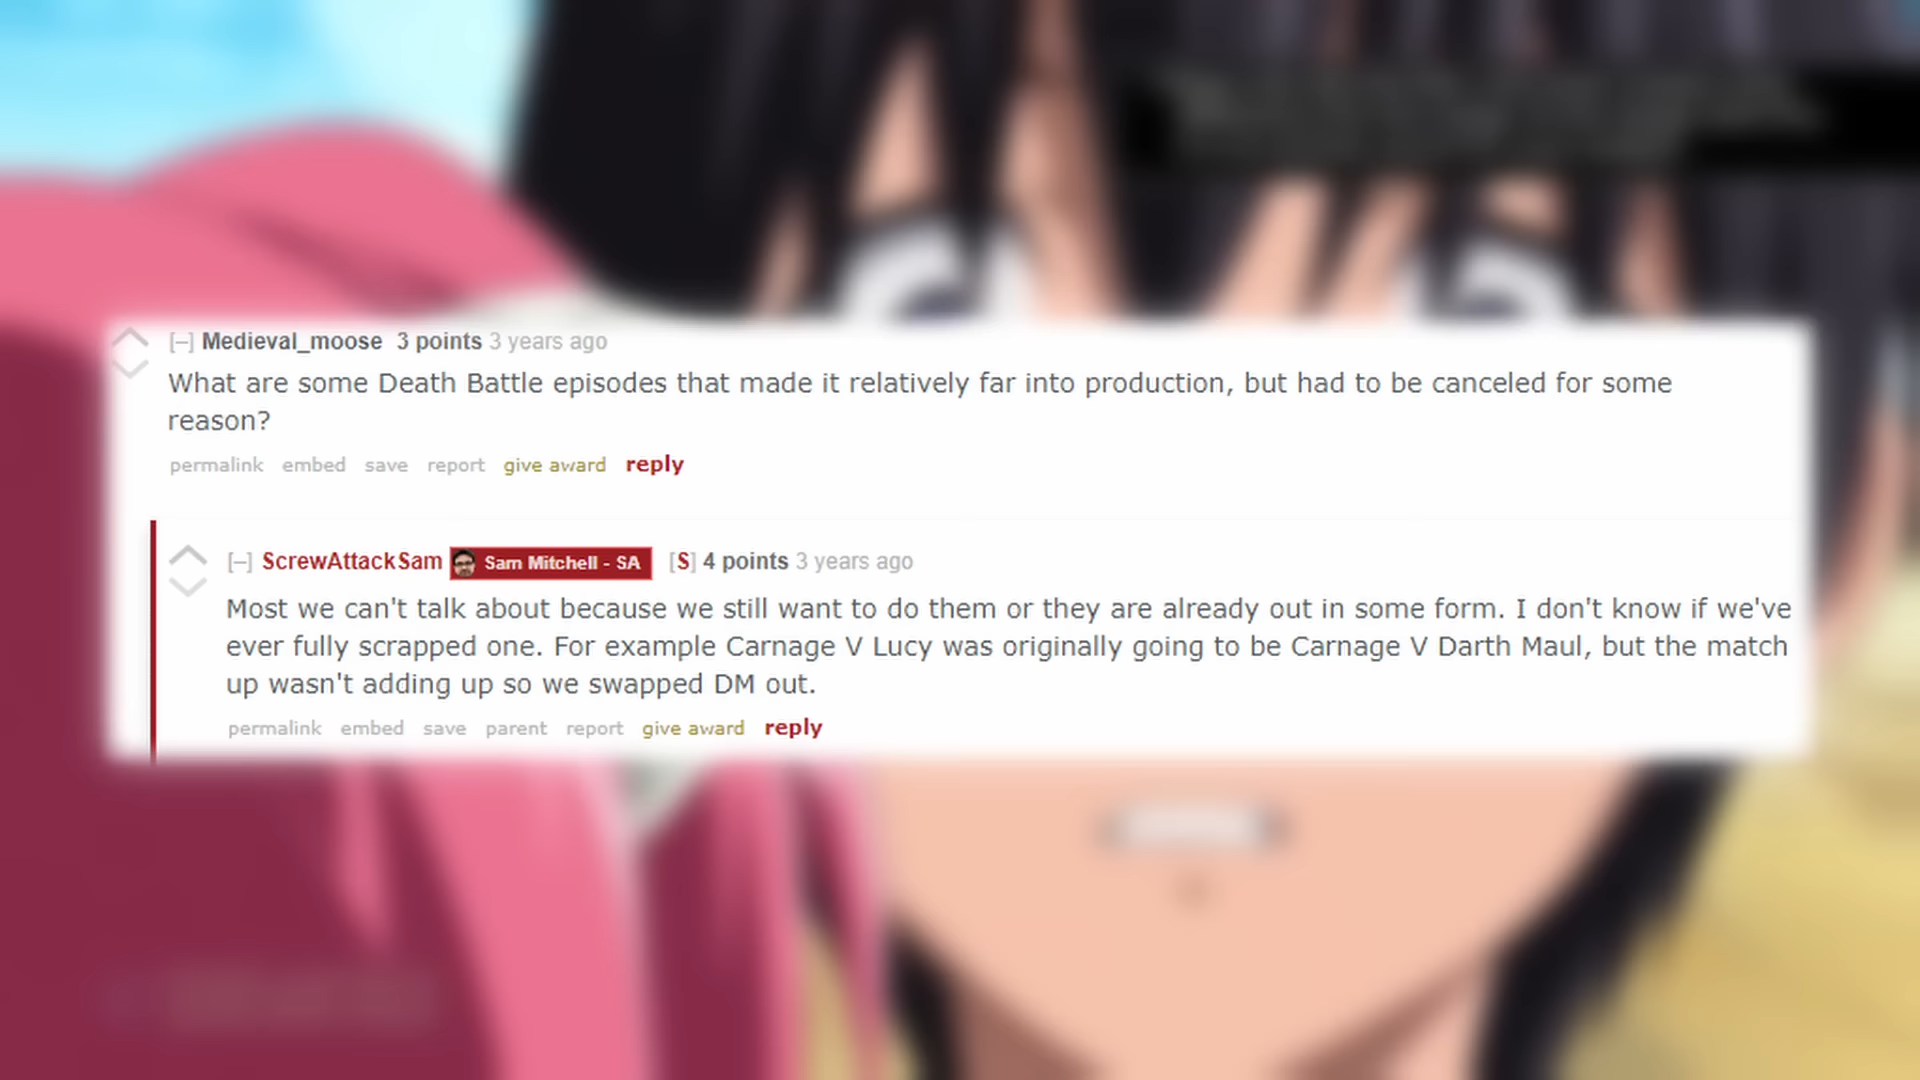 [–] Medieval_moose 3 points 3 years ago
What are some Death Battle episodes that made it relatively far into production, but had to be canceled for some
reason?
permalink embed save report give award reply
[–] ScrewAttackSam Sam Mitchell - SA [S] 4 points 3 years ago
Most we can't talk about because we still want to do them or they are already out in some form. I don't know if we've
ever fully scrapped one. For example Carnage V Lucy was originally going to be Carnage V Darth Maul, but the match
up wasn't adding up so we swapped DM out.
permalink embed save parent report give award reply